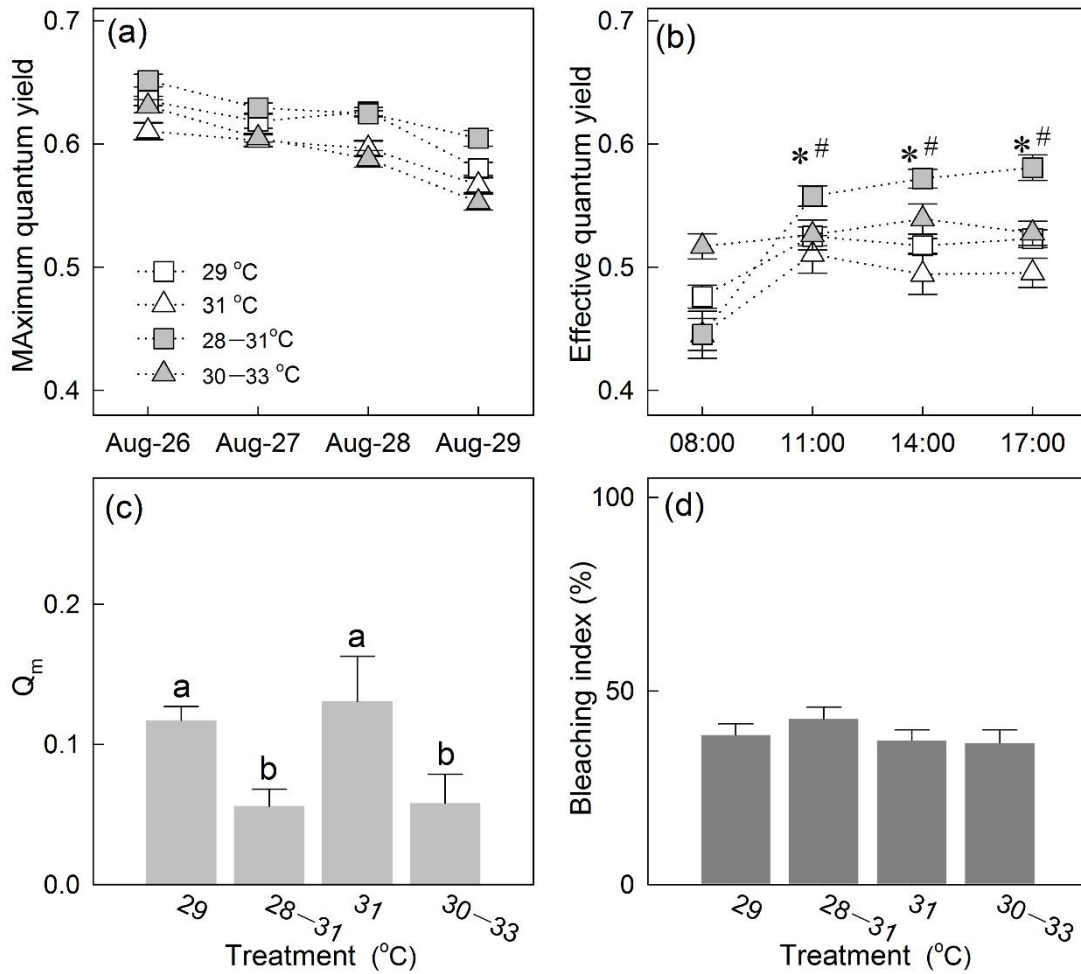 (a)
MAximum quantum yield
0.7
0.6
0.5
0.4
29 °C
31 °C
28—31°C
30—33 °C
Aug-26 Aug-27 Aug-28 Aug-29
(b)
Effective quantum yield
0.7
0.6
0.5
0.4
* # * # * #
08:00 11:00 14:00 17:00
(c)
Qm
0.2
0.1
0.0
a b a b
29 28—31 31 30—33
Treatment (°C)
(d)
Bleaching index (%)
100
50
0
29 28—31 31 30—33
Treatment (°C)